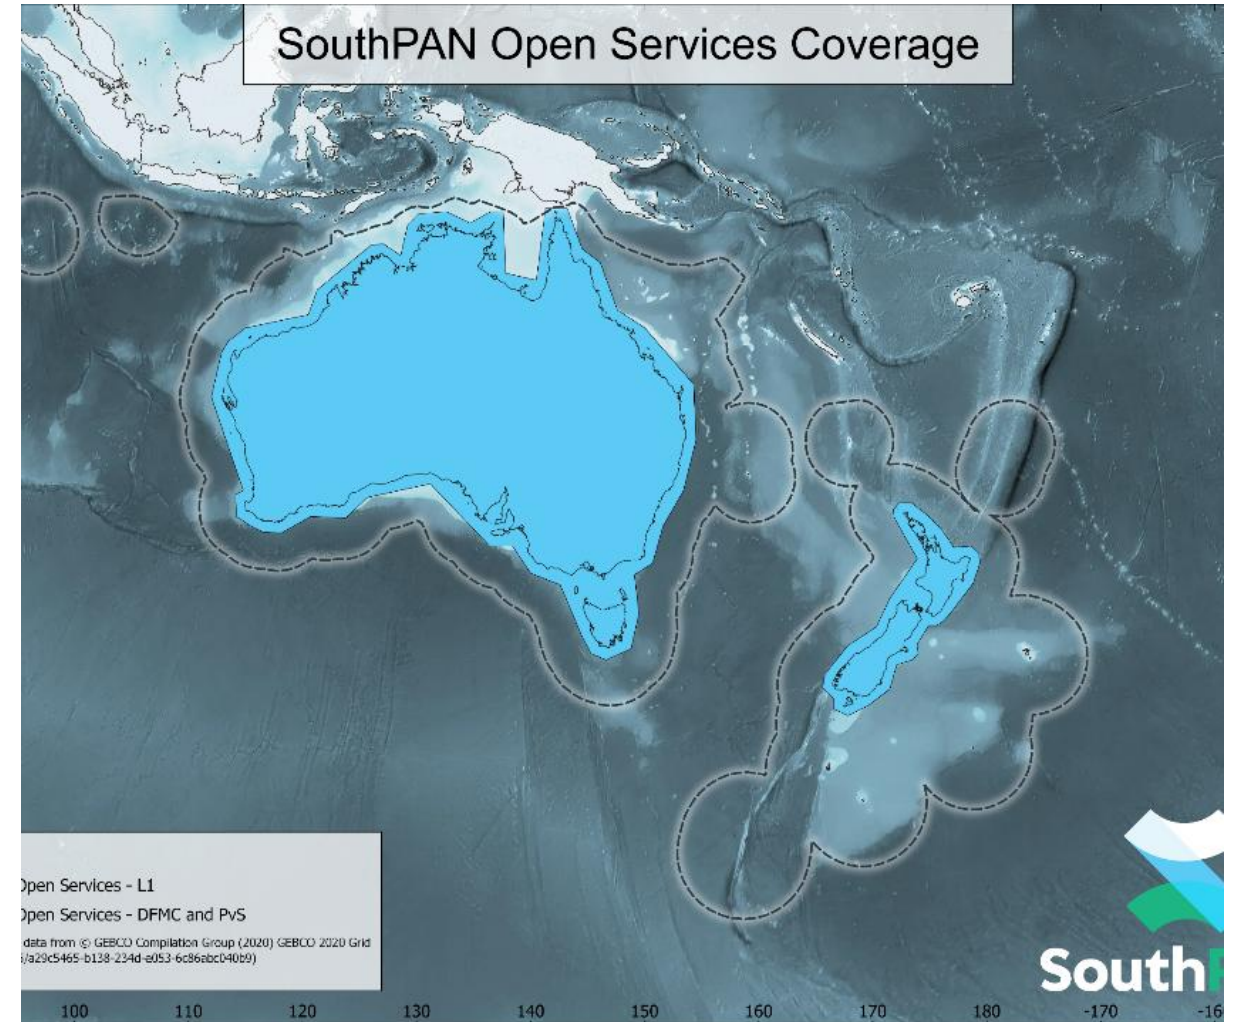 SouthPAN Open Services Coverage
Open Services - L1
Open Services - DFMC and PvS
data from © GEBCO Compilation Group (2020) GEBCO 2020 Grid
/a29c5465-b138-234d-e053-6c86abc040b9)
South
100 110 120 130 140 150 160 170 180 -170 -16